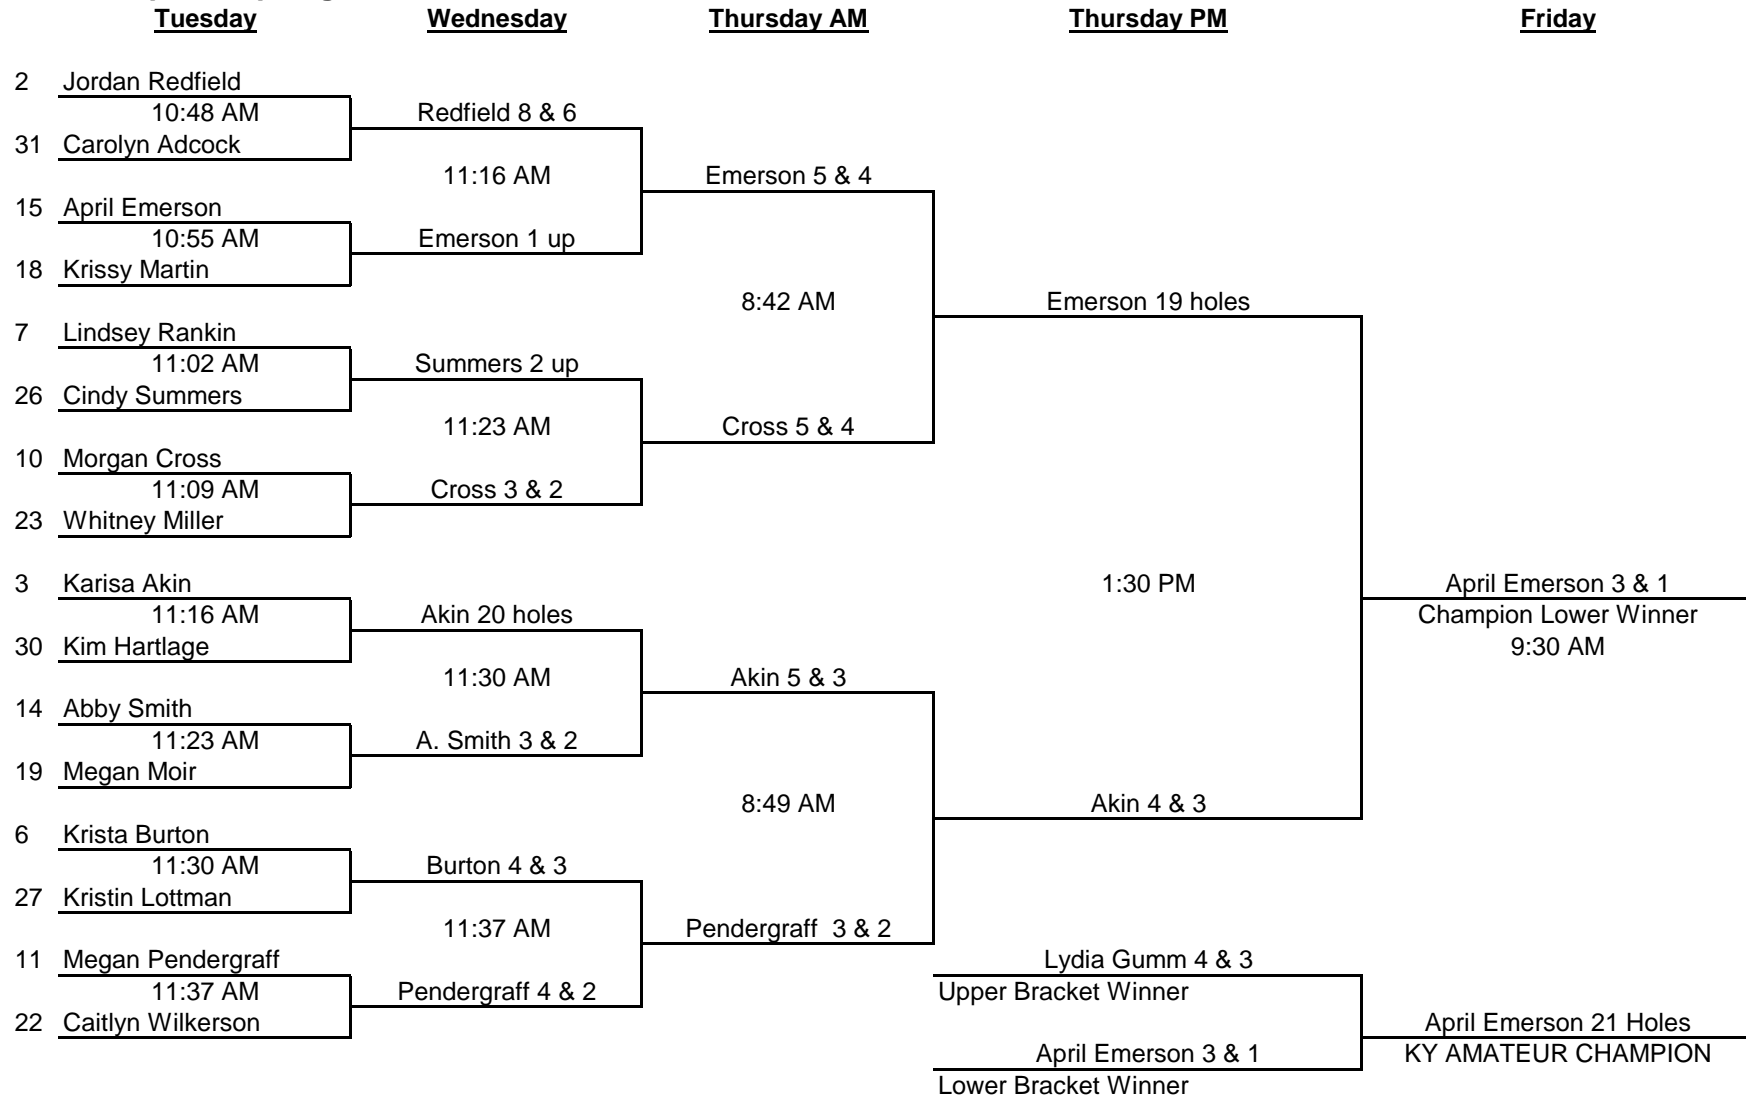 Tuesday Wednesday Thursday AM Thursday PM Friday
2 Jordan Redfield
10:48 AM Redfield 8 & 6
31 Carolyn Adcock
11:16 AM Emerson 5 & 4
15 April Emerson
10:55 AM Emerson 1 up
18 Krissy Martin
8:42 AM Emerson 19 holes
7 Lindsey Rankin
11:02 AM Summers 2 up
26 Cindy Summers
11:23 AM Cross 5 & 4
10 Morgan Cross
11:09 AM Cross 3 & 2
23 Whitney Miller
3 Karisa Akin 1:30 PM April Emerson 3 & 1
11:16 AM Akin 20 holes Champion Lower Winner
30 Kim Hartlage 9:30 AM
11:30 AM Akin 5 & 3
14 Abby Smith
11:23 AM A. Smith 3 & 2
19 Megan Moir
8:49 AM Akin 4 & 3
6 Krista Burton
11:30 AM Burton 4 & 3
27 Kristin Lottman
11:37 AM Pendergraff 3 & 2
11 Megan Pendergraff Lydia Gumm 4 & 3
11:37 AM Pendergraff 4 & 2 Upper Bracket Winner
22 Caitlyn Wilkerson April Emerson 21 Holes
April Emerson 3 & 1 KY AMATEUR CHAMPION
Lower Bracket Winner